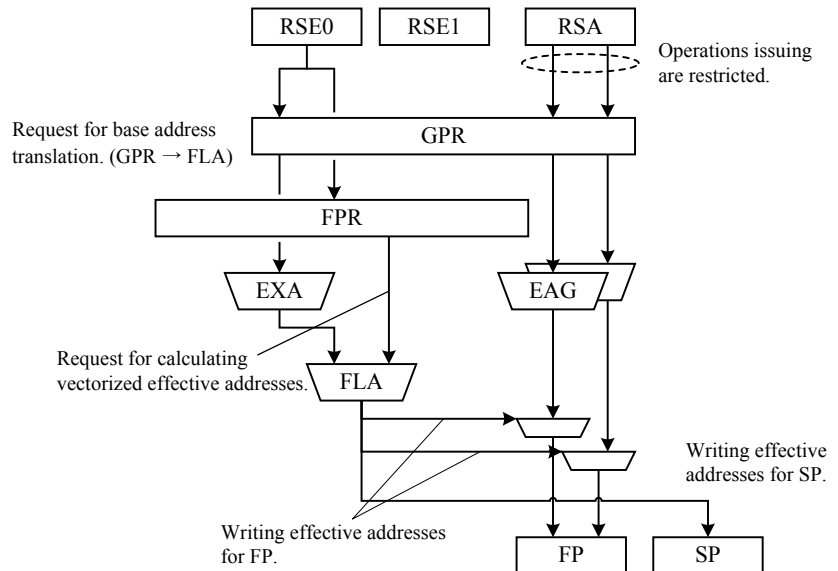 RSE0
RSE1
RSA
Operations issuing
are restricted.
Request for base address
translation. (GPR → FLA)
GPR
FPR
EXA
EAG
Request for calculating
vectorized effective addresses.
FLA
Writing effective
addresses for SP.
Writing effective addresses
for FP.
FP
SP